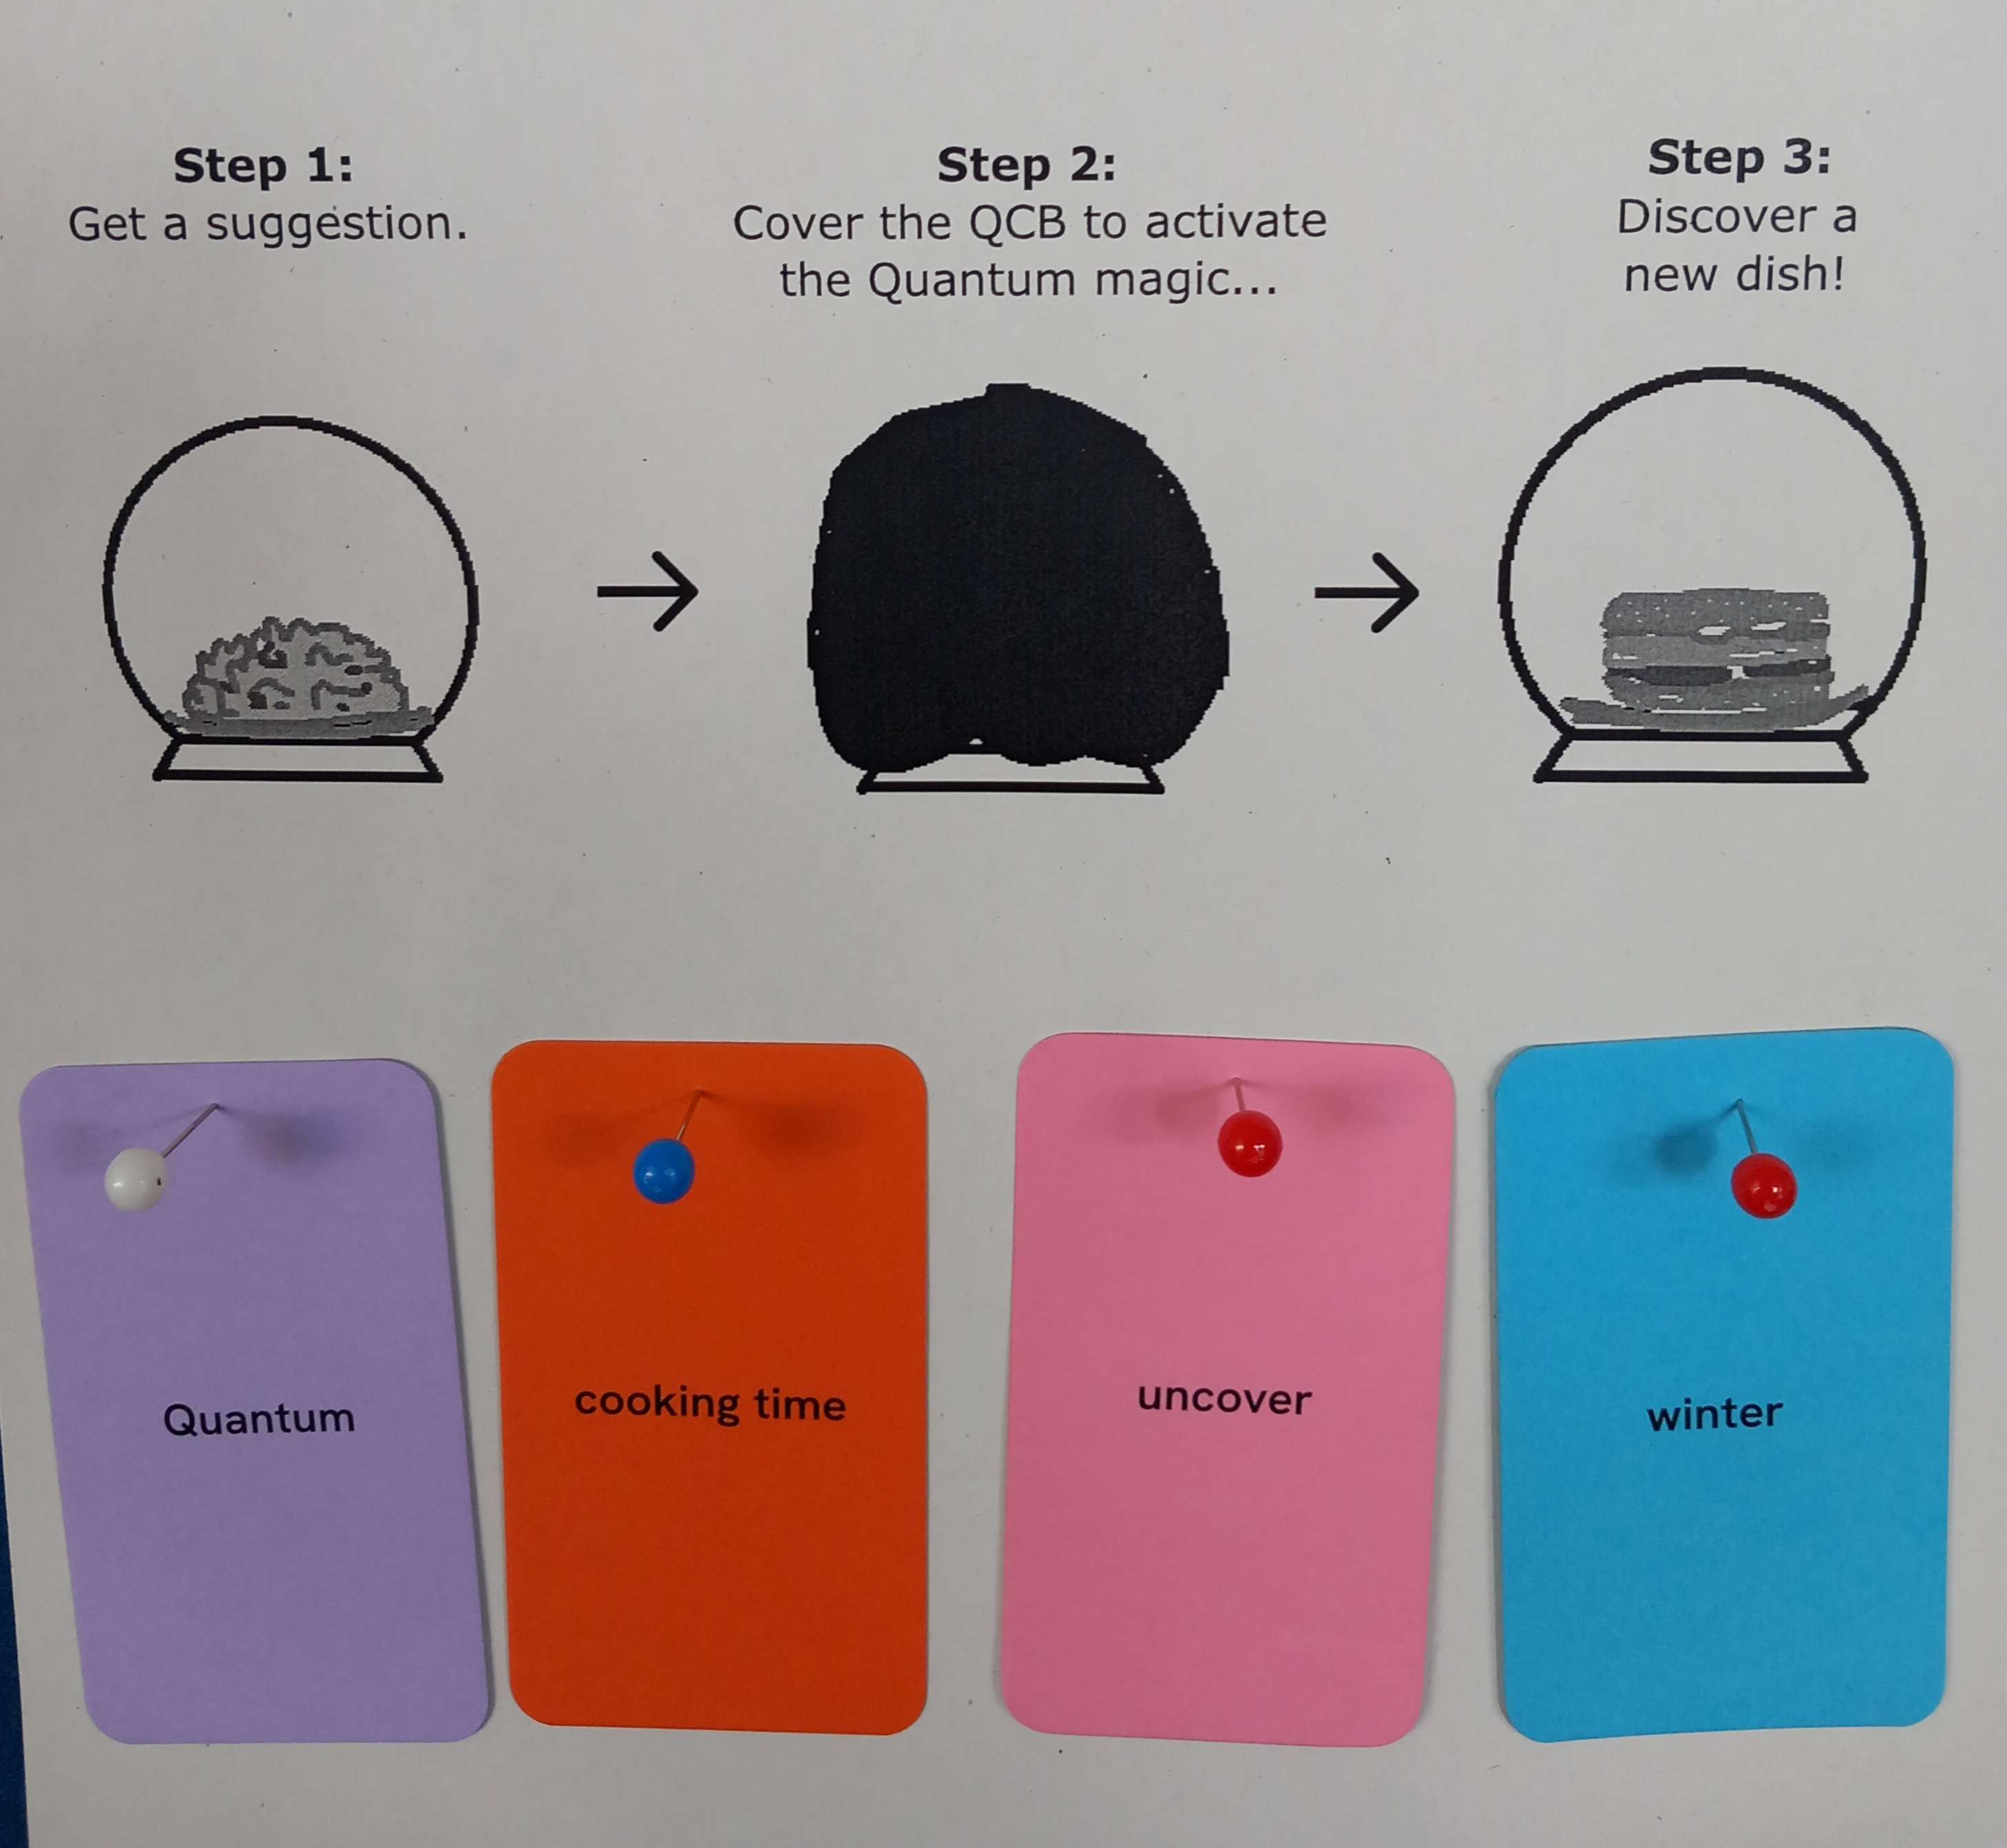 Step 1:
Get a suggestion.
Step 2:
Cover the QCB to activate
the Quantum magic...
Step 3:
Discover a
new dish!
Quantum
cooking time
uncover
winter